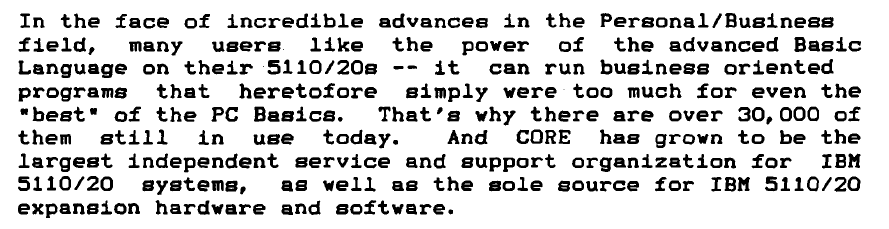 In the face of incredible advances in the Personal/Business
field, many users like the power of the advanced Basic
Language on their 5110/20s -- it can run business oriented
programs that heretofore simply were too much for even the
"best" of the PC Basics. That's why there are over 30,000 of
them still in use today. And CORE has grown to be the
largest independent service and support organization for IBM
5110/20 systems, as well as the sole source for IBM 5110/20
expansion hardware and software.